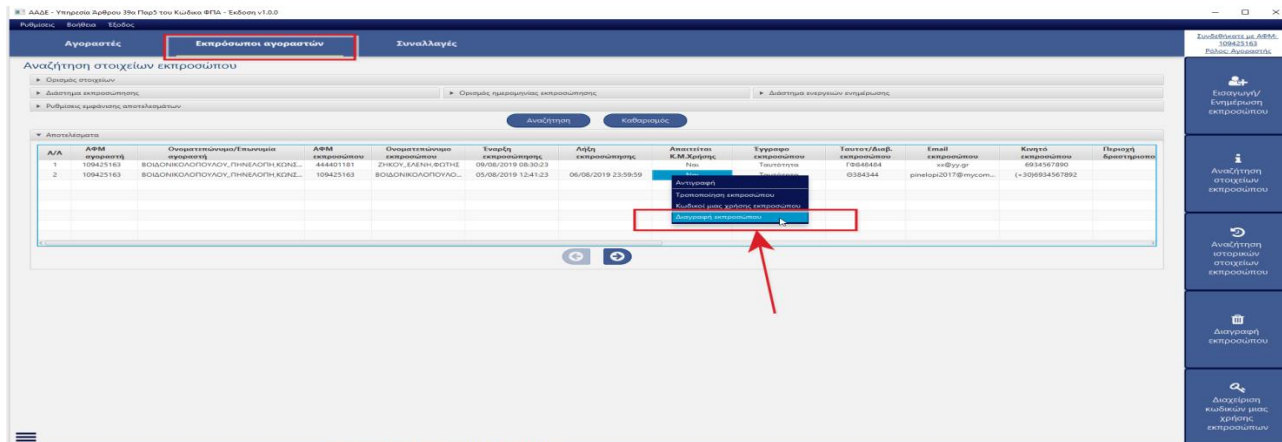 ΑΑΔΕ - Υπηρεσία Άρθρου 39α Παρ5 του Κώδικα ΦΠΑ - Έκδοση v1.0.0
Ρυθμίσεις Βοήθεια Έξοδος
Αγοραστές Εκπρόσωποι αγοραστών Συναλλαγές
Συνδεθήκατε με ΑΦΜ: 109425163
Ρόλος: Αγοραστής
Αναζήτηση στοιχείων εκπροσώπου
Ορισμός στοιχείων
Διάστημα εκπροσώπησης Ορισμός ημερομηνίας εκπροσώπησης Διάστημα ενεργειών ενημέρωσης
Ρυθμίσεις εμφάνισης αποτελεσμάτων
Αναζήτηση Καθαρισμός
Αποτελέσματα
Α/Α ΑΦΜ αγοραστή Ονοματεπώνυμο/Επωνυμία αγοραστή ΑΦΜ εκπροσώπου Ονοματεπώνυμο εκπροσώπου Έναρξη εκπροσώπησης Λήξη εκπροσώπησης Απαιτείται Κ.Μ.Χρήσης Έγγραφο εκπροσώπου Ταυτοτ/Διαβ. εκπροσώπου Email εκπροσώπου Κινητό εκπροσώπου Περιοχή δραστηριοπο
1 109425163 ΒΟΙΔΟΝΙΚΟΛΟΠΟΥΛΟΥ,ΠΗΝΕΛΟΠΗ,ΚΩΝΣ... 444401181 ΖΗΚΟΥ,ΕΛΕΝΗ,ΦΩΤΗΣ 09/08/2019 08:30:23 Ναι Ταυτότητα ΓΘ848484 xx@yy.gr 6934567890
2 109425163 ΒΟΙΔΟΝΙΚΟΛΟΠΟΥΛΟΥ,ΠΗΝΕΛΟΠΗ,ΚΩΝΣ... 109425163 ΒΟΙΔΟΝΙΚΟΛΟΠΟΥΛΟ... 05/08/2019 12:41:23 06/08/2019 23:59:59 Ναι Ταυτότητα Θ384344 pinelopi2017@mycom... (+30)6934567892
Αντιγραφή
Τροποποίηση εκπροσώπου
Κωδικοί μιας χρήσης εκπροσώπου
Διαγραφή εκπροσώπου
Εισαγωγή/
Ενημέρωση
εκπροσώπου
Αναζήτηση
στοιχείων
εκπροσώπου
Αναζήτηση
ιστορικών
στοιχείων
εκπροσώπου
Διαγραφή
εκπροσώπου
Διαχείριση
κωδικών μιας
χρήσης
εκπροσώπων